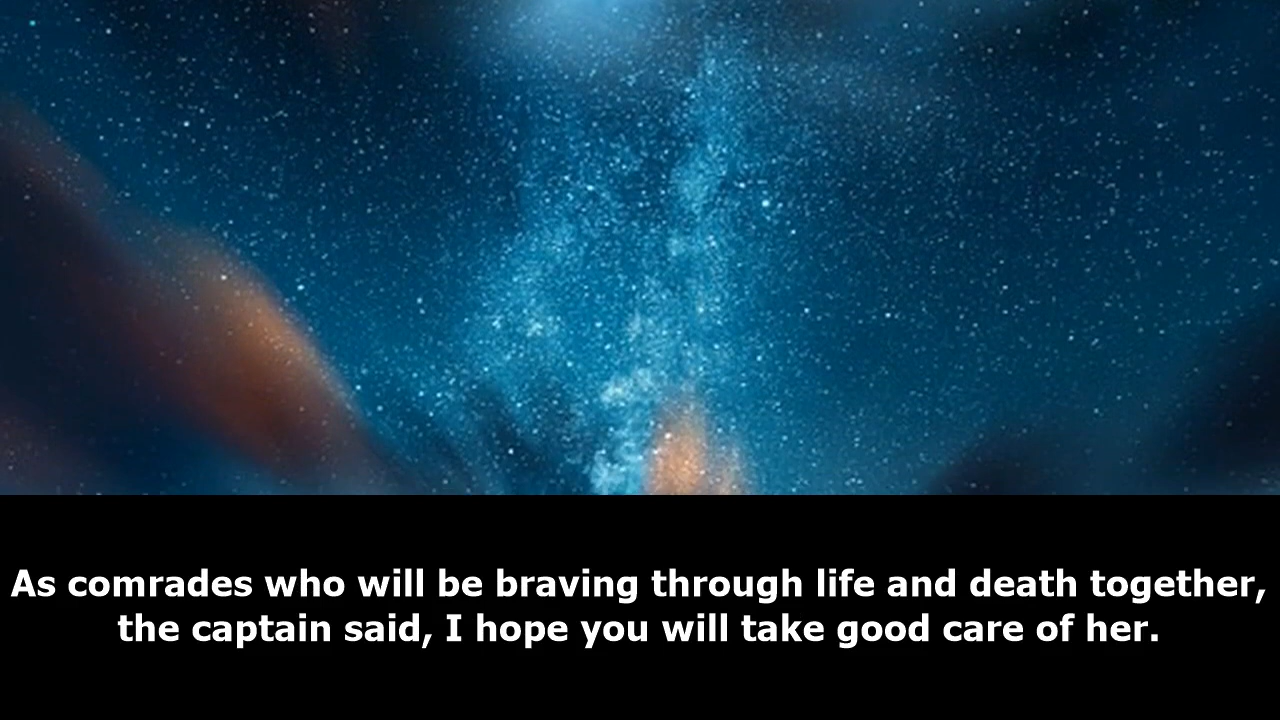 As comrades who will be braving through life and death together,
the captain said, I hope you will take good care of her.